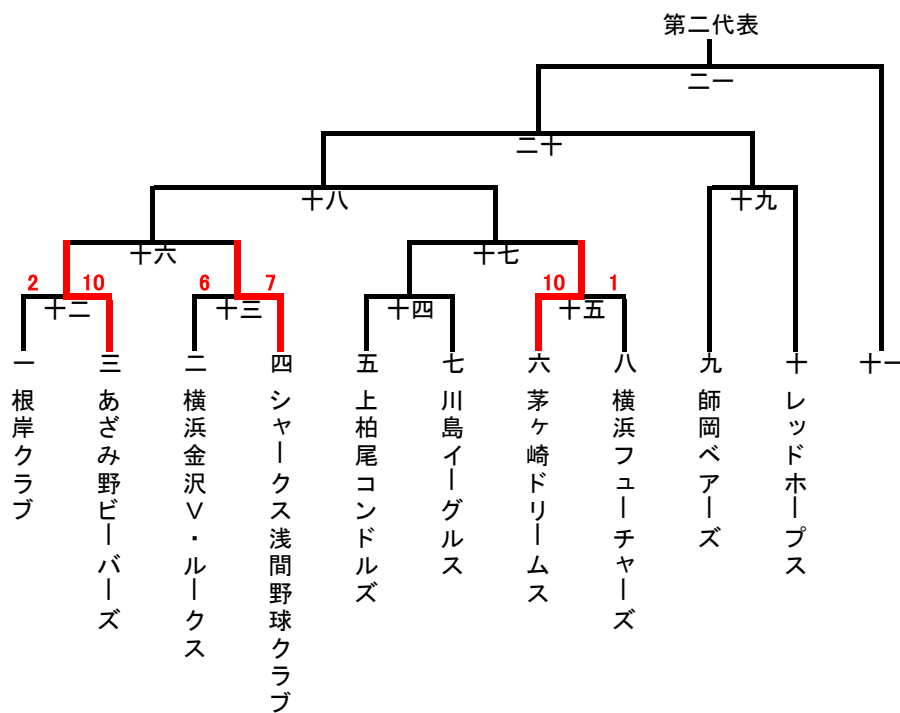 第二代表
二一
二十
十八
十九
十六
十七
2 10
6 7
10 1
十二
十三
十四
十五
一 根岸クラブ
三 あざみ野ビーバーズ
二 横浜金沢V・ルークス
四 シャークス浅間野球クラブ
五 上柏尾コンドルズ
七 川島イーグルス
六 茅ヶ崎ドリームス
八 横浜フューチャーズ
九 師岡ベアーズ
十 レッドホープス
十一